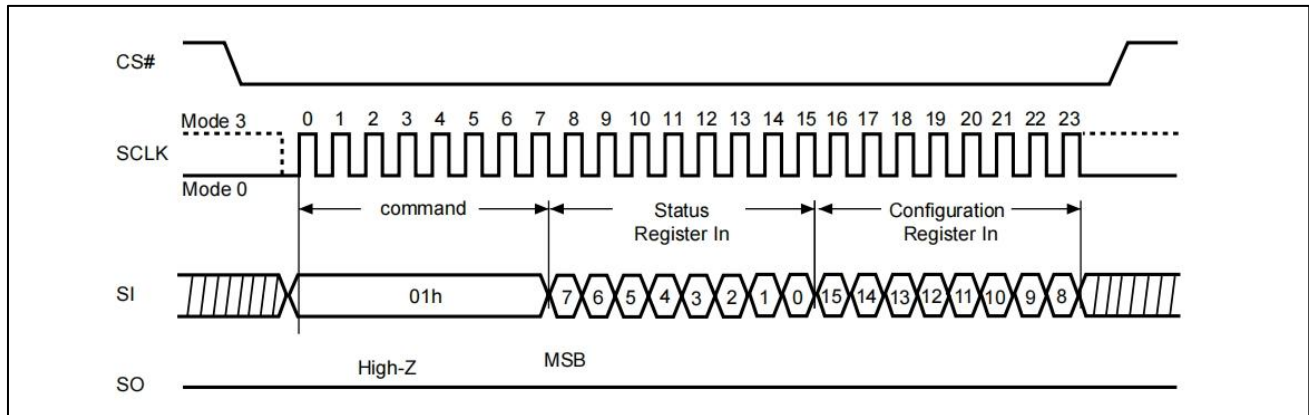 CS#
Mode 3
0 1 2 3 4 5 6 7 8 9 10 11 12 13 14 15 16 17 18 19 20 21 22 23
SCLK
Mode 0
command
Status
Register In
Configuration
Register In
SI
01h
7 6 5 4 3 2 1 0 15 14 13 12 11 10 9 8
High-Z
MSB
SO